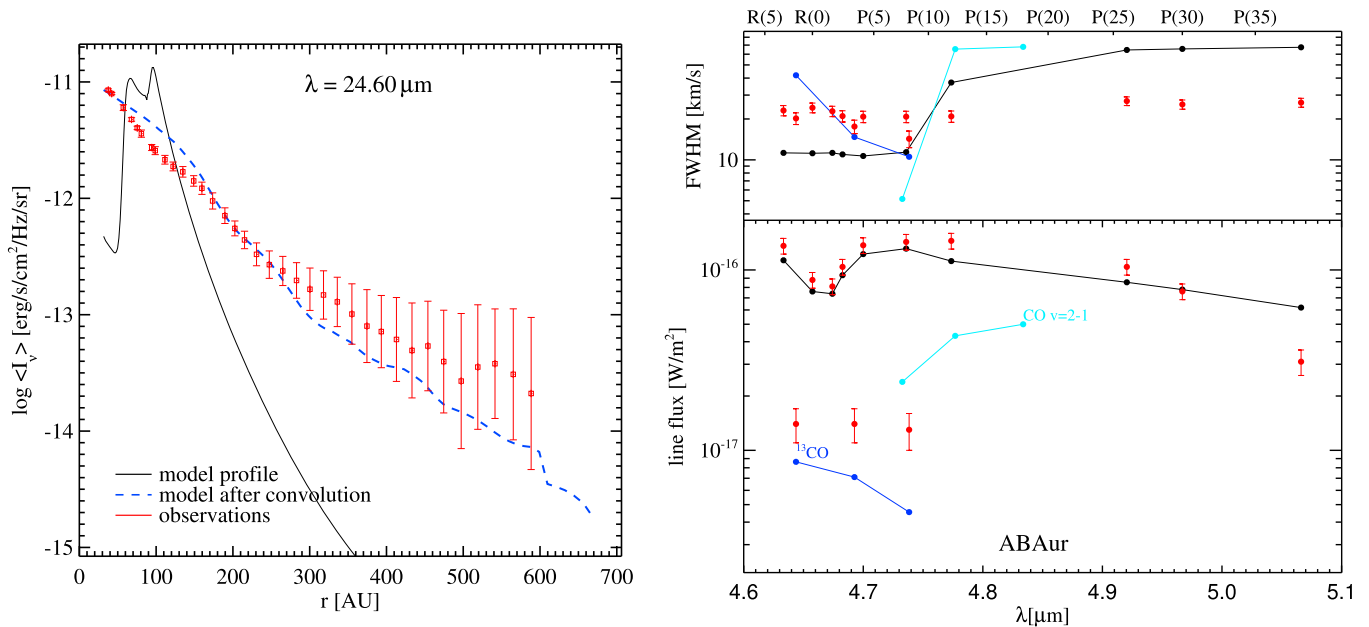 λ = 24.60 μm
log <I_ν> [erg/s/cm²/Hz/sr]
-11
-12
-13
-14
-15
model profile
model after convolution
observations
0 100 200 300 400 500 600 700
r [AU]
R(5) R(0) P(5) P(10) P(15) P(20) P(25) P(30) P(35)
FWHM [km/s]
10
line flux [W/m²]
10⁻¹⁶
CO v=2-1
10⁻¹⁷
¹³CO
ABAur
4.6 4.7 4.8 4.9 5.0 5.1
λ[μm]